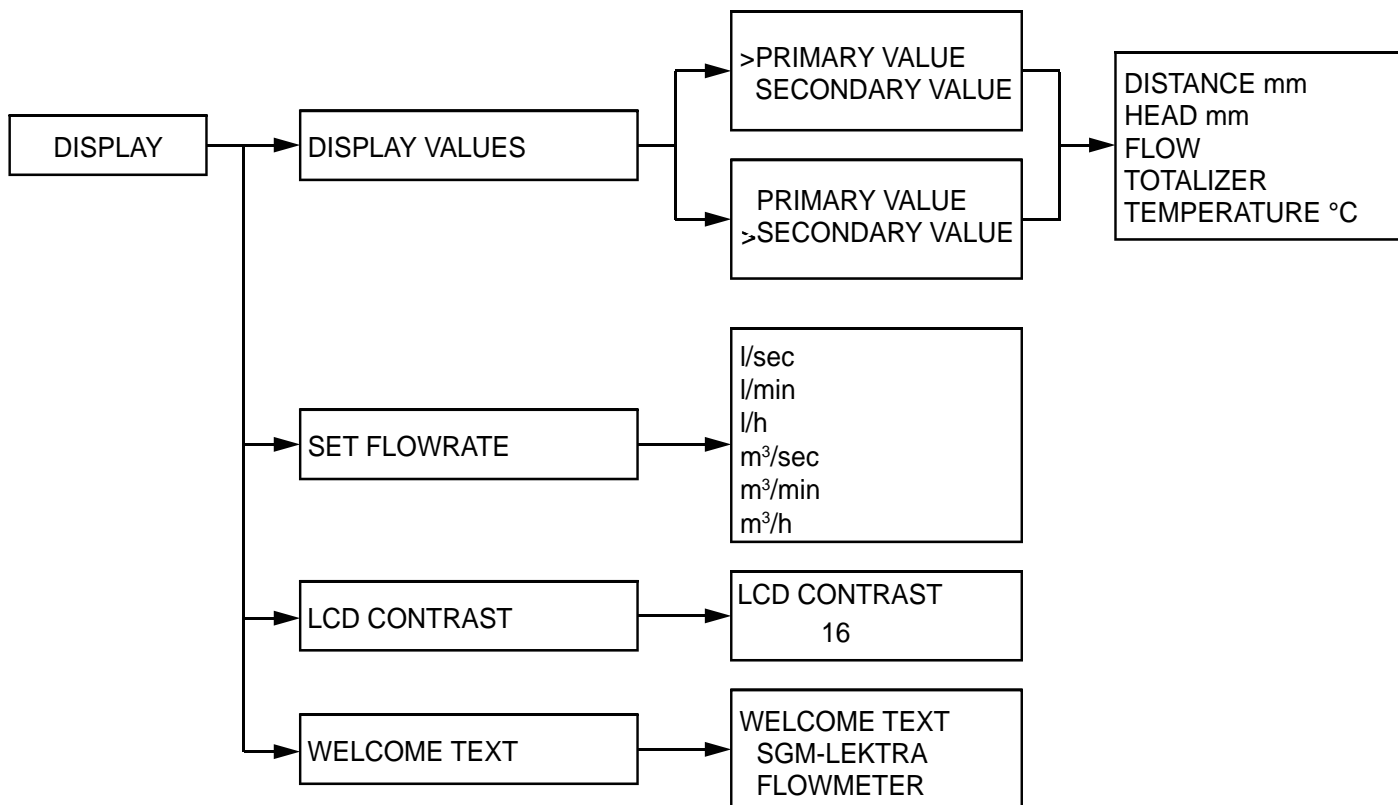 DISPLAY
DISPLAY VALUES
>PRIMARY VALUE
SECONDARY VALUE
PRIMARY VALUE
>SECONDARY VALUE
DISTANCE mm
HEAD mm
FLOW
TOTALIZER
TEMPERATURE °C
SET FLOWRATE
l/sec
l/min
l/h
m³/sec
m³/min
m³/h
LCD CONTRAST
LCD CONTRAST
16
WELCOME TEXT
WELCOME TEXT
SGM-LEKTRA
FLOWMETER